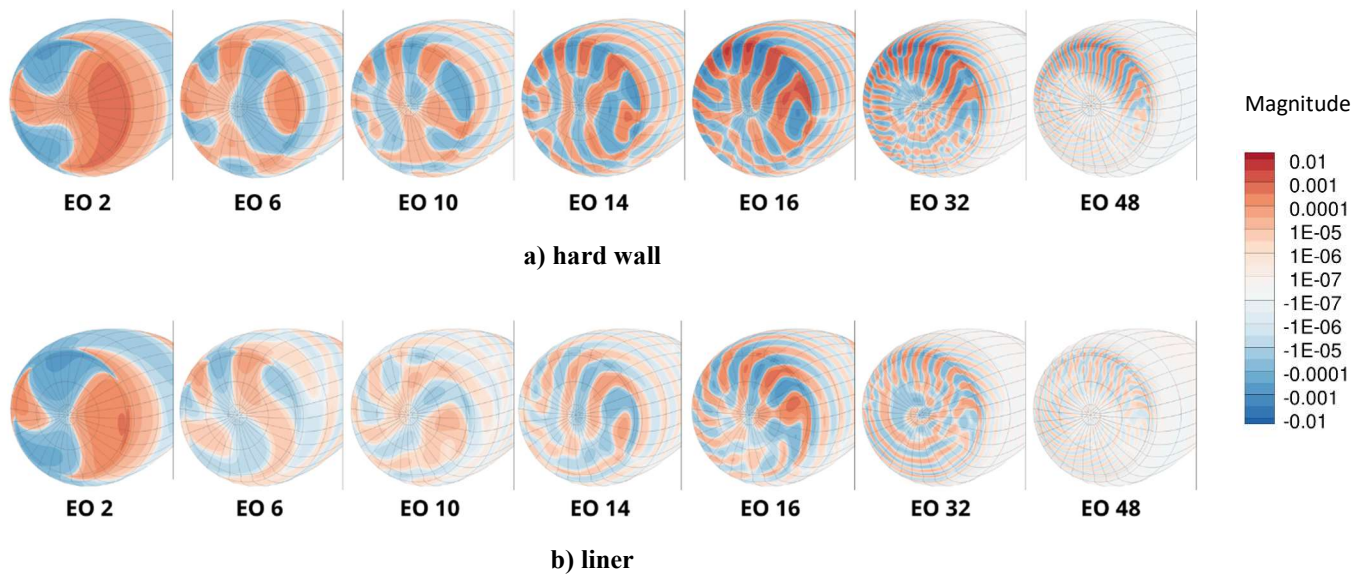 EO 2 EO 6 EO 10 EO 14 EO 16 EO 32 EO 48
a) hard wall
Magnitude
0.01
0.001
0.0001
1E-05
1E-06
1E-07
-1E-07
-1E-06
-1E-05
-0.0001
-0.001
-0.01
EO 2 EO 6 EO 10 EO 14 EO 16 EO 32 EO 48
b) liner